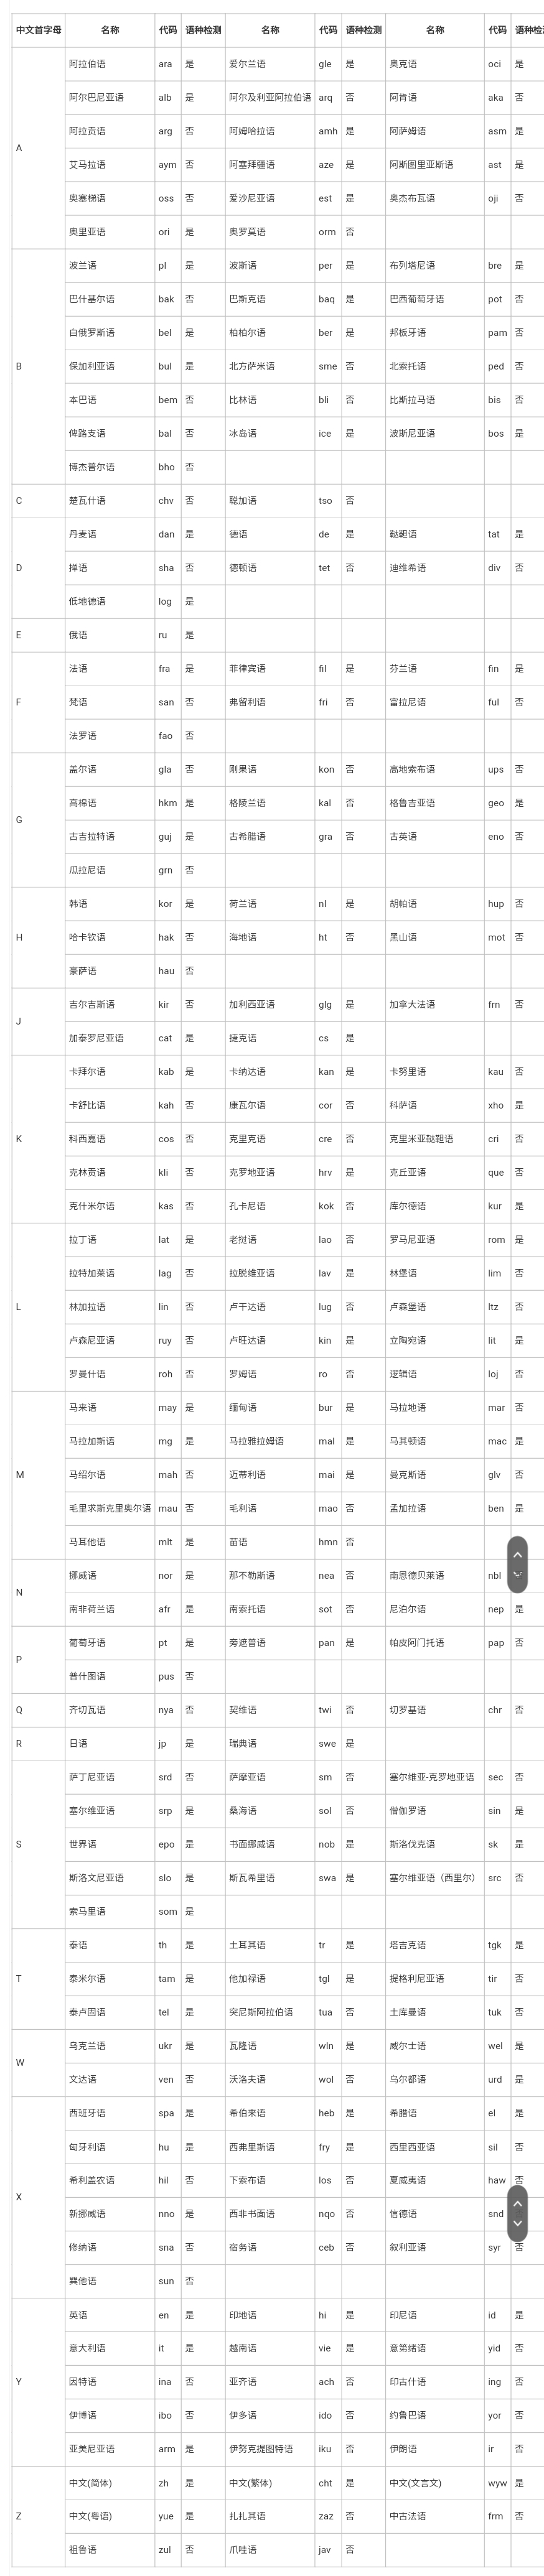 中文首字母 名称 代码 语种检测 名称 代码 语种检测 名称 代码 语种检
A 阿拉伯语 ara 是 爱尔兰语 gle 是 奥克语 oci 是
阿尔巴尼亚语 alb 是 阿尔及利亚阿拉伯语 arq 否 阿肯语 aka 否
阿拉贡语 arg 否 阿姆哈拉语 amh 是 阿萨姆语 asm 是
艾马拉语 aym 否 阿塞拜疆语 aze 是 阿斯图里亚斯语 ast 是
奥塞梯语 oss 否 爱沙尼亚语 est 是 奥杰布瓦语 oji 否
奥里亚语 ori 是 奥罗莫语 orm 否
B 波兰语 pl 是 波斯语 per 是 布列塔尼语 bre 是
巴什基尔语 bak 否 巴斯克语 baq 是 巴西葡萄牙语 pot 否
白俄罗斯语 bel 是 柏柏尔语 ber 是 邦板牙语 pam 否
保加利亚语 bul 是 北方萨米语 sme 否 北索托语 ped 否
本巴语 bem 否 比林语 bli 否 比斯拉马语 bis 否
俾路支语 bal 否 冰岛语 ice 是 波斯尼亚语 bos 是
博杰普尔语 bho 否
C 楚瓦什语 chv 否 聪加语 tso 否
D 丹麦语 dan 是 德语 de 是 鞑靼语 tat 是
掸语 sha 否 德顿语 tet 否 迪维希语 div 否
低地德语 log 是
E 俄语 ru 是
F 法语 fra 是 菲律宾语 fil 是 芬兰语 fin 是
梵语 san 否 弗留利语 fri 否 富拉尼语 ful 否
法罗语 fao 否
G 盖尔语 gla 否 刚果语 kon 否 高地索布语 ups 否
高棉语 hkm 是 格陵兰语 kal 否 格鲁吉亚语 geo 是
古吉拉特语 guj 是 古希腊语 gra 否 古英语 eno 否
瓜拉尼语 grn 否
H 韩语 kor 是 荷兰语 nl 是 胡帕语 hup 否
哈卡钦语 hak 否 海地语 ht 否 黑山语 mot 否
豪萨语 hau 否
J 吉尔吉斯语 kir 否 加利西亚语 glg 是 加拿大法语 frn 否
加泰罗尼亚语 cat 是 捷克语 cs 是
K 卡拜尔语 kab 是 卡纳达语 kan 是 卡努里语 kau 否
卡舒比语 kah 否 康瓦尔语 cor 否 科萨语 xho 是
科西嘉语 cos 否 克里克语 cre 否 克里米亚鞑靼语 cri 否
克林贡语 kli 否 克罗地亚语 hrv 是 克丘亚语 que 否
克什米尔语 kas 否 孔卡尼语 kok 否 库尔德语 kur 是
L 拉丁语 lat 是 老挝语 lao 否 罗马尼亚语 rom 是
拉特加莱语 lag 否 拉脱维亚语 lav 是 林堡语 lim 否
林加拉语 lin 否 卢干达语 lug 否 卢森堡语 ltz 否
卢森尼亚语 ruy 否 卢旺达语 kin 是 立陶宛语 lit 是
罗曼什语 roh 否 罗姆语 ro 否 逻辑语 loj 否
M 马来语 may 是 缅甸语 bur 是 马拉地语 mar 否
马拉加斯语 mg 是 马拉雅拉姆语 mal 是 马其顿语 mac 是
马绍尔语 mah 否 迈蒂利语 mai 是 曼克斯语 glv 否
毛里求斯克里奥尔语 mau 否 毛利语 mao 否 孟加拉语 ben 是
马耳他语 mlt 是 苗语 hmn 否
N 挪威语 nor 是 那不勒斯语 nea 否 南恩德贝莱语 nbl
南非荷兰语 afr 是 南索托语 sot 否 尼泊尔语 nep 是
P 葡萄牙语 pt 是 旁遮普语 pan 是 帕皮阿门托语 pap 否
普什图语 pus 否
Q 齐切瓦语 nya 否 契维语 twi 否 切罗基语 chr 否
R 日语 jp 是 瑞典语 swe 是
S 萨丁尼亚语 srd 否 萨摩亚语 sm 否 塞尔维亚-克罗地亚语 sec 否
塞尔维亚语 srp 是 桑海语 sol 否 僧伽罗语 sin 是
世界语 epo 是 书面挪威语 nob 是 斯洛伐克语 sk 是
斯洛文尼亚语 slo 是 斯瓦希里语 swa 是 塞尔维亚语（西里尔） src 否
索马里语 som 是
T 泰语 th 是 土耳其语 tr 是 塔吉克语 tgk 是
泰米尔语 tam 是 他加禄语 tgl 是 提格利尼亚语 tir 否
泰卢固语 tel 是 突尼斯阿拉伯语 tua 否 土库曼语 tuk 否
W 乌克兰语 ukr 是 瓦隆语 wln 是 威尔士语 wel 是
文达语 ven 否 沃洛夫语 wol 否 乌尔都语 urd 是
X 西班牙语 spa 是 希伯来语 heb 是 希腊语 el 是
匈牙利语 hu 是 西弗里斯语 fry 是 西里西亚语 sil 否
希利盖农语 hil 否 下索布语 los 否 夏威夷语 haw 否
新挪威语 nno 是 西非书面语 nqo 否 信德语 snd
修纳语 sna 否 宿务语 ceb 否 叙利亚语 syr 否
巽他语 sun 否
Y 英语 en 是 印地语 hi 是 印尼语 id 是
意大利语 it 是 越南语 vie 是 意第绪语 yid 否
因特语 ina 否 亚齐语 ach 否 印古什语 ing 否
伊博语 ibo 否 伊多语 ido 否 约鲁巴语 yor 否
亚美尼亚语 arm 是 伊努克提图特语 iku 否 伊朗语 ir 否
Z 中文(简体) zh 是 中文(繁体) cht 是 中文(文言文) wyw 是
中文(粤语) yue 是 扎扎其语 zaz 否 中古法语 frm 否
祖鲁语 zul 否 爪哇语 jav 否